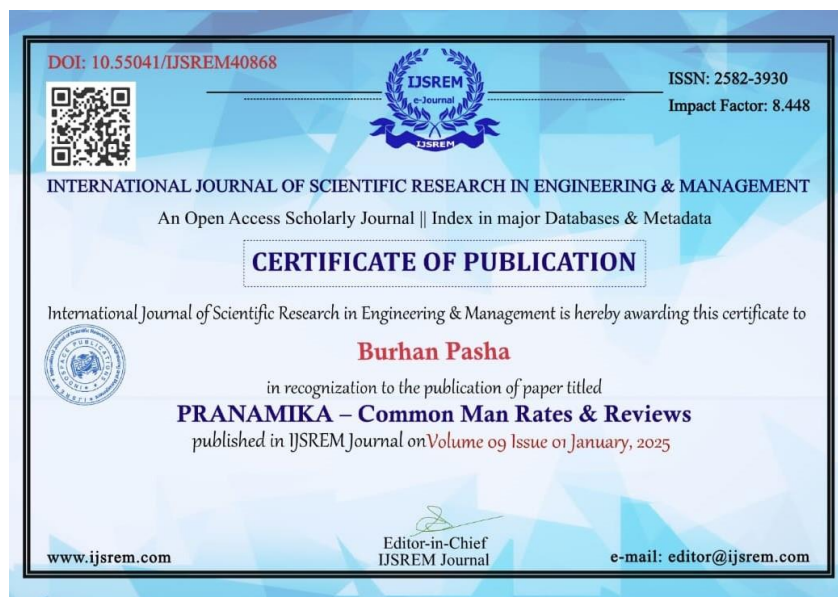 DOI: 10.55041/IJSREM40868
ISSN: 2582-3930
Impact Factor: 8.448
IJSREM
e-Journal
IJSREM
INTERNATIONAL JOURNAL OF SCIENTIFIC RESEARCH IN ENGINEERING & MANAGEMENT
An Open Access Scholarly Journal || Index in major Databases & Metadata
CERTIFICATE OF PUBLICATION
International Journal of Scientific Research in Engineering & Management is hereby awarding this certificate to
Burhan Pasha
in recognization to the publication of paper titled
PRANAMIKA – Common Man Rates & Reviews
published in IJSREM Journal on Volume 09 Issue 01 January, 2025
Editor-in-Chief
IJSREM Journal
www.ijsrem.com
e-mail: editor@ijsrem.com